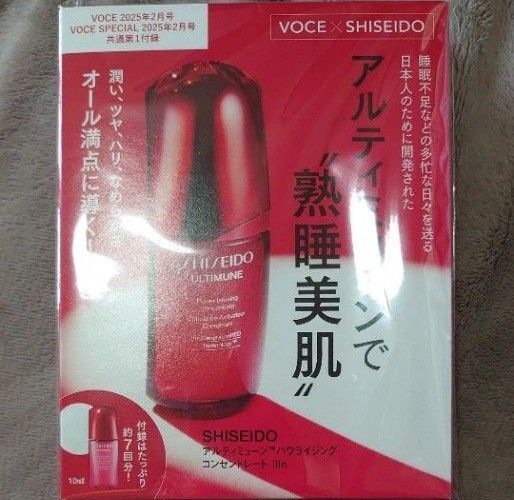 VOCE 2025年2月号
VOCE SPECIAL 2025年2月号
共通第1付録
VOCE×SHISEIDO
睡眠不足などの多忙な日々を送る
日本人のために開発された
アルティミューンで
"熟睡美肌"
潤い、ツヤ、ハリ、なめ
オール満点に導く!
SHISEIDO
ULTIMUNE
Power Infusing
Concentrate
SHISEIDO
アルティミューン™パワライジング
コンセントレート IIIn
付録はたっぷり
約7回分!
10ml